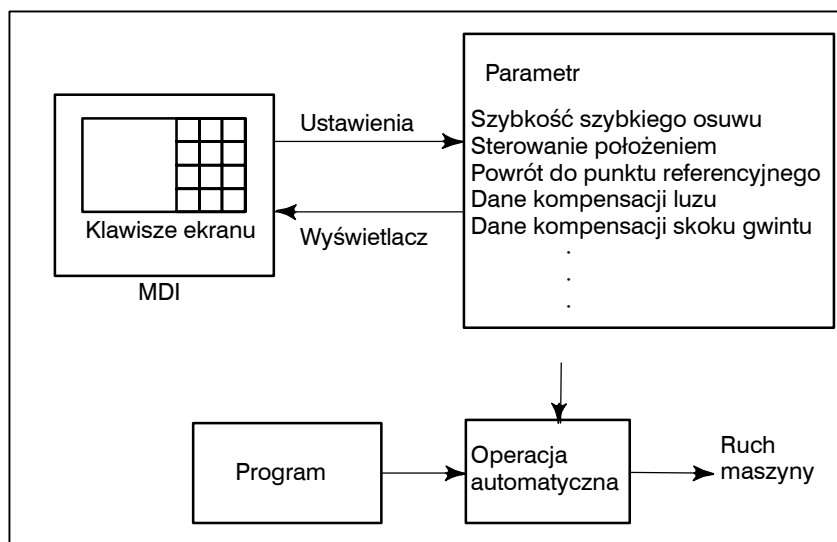 Parametr
Szybkość szybkiego osuwu
Sterowanie położeniem
Powrót do punktu referencyjnego
Dane kompensacji luzu
Dane kompensacji skoku gwintu
.
.
.
Ustawienia
Wyświetlacz
Klawisze ekranu
MDI
Program
Operacja
automatyczna
Ruch
maszyny